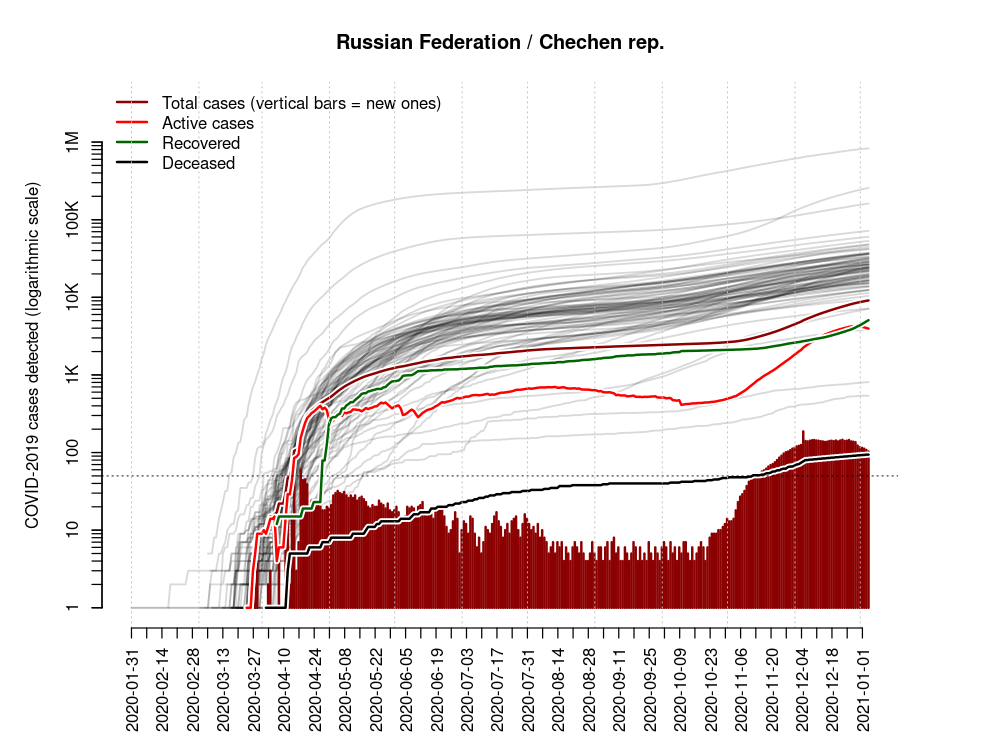 Russian Federation / Chechen rep.
Total cases (vertical bars = new ones)
Active cases
Recovered
Deceased
COVID-2019 cases detected (logarithmic scale)
1M
100K
10K
1K
100
10
1
2020-01-31
2020-02-14
2020-02-28
2020-03-13
2020-03-27
2020-04-10
2020-04-24
2020-05-08
2020-05-22
2020-06-05
2020-06-19
2020-07-03
2020-07-17
2020-07-31
2020-08-14
2020-08-28
2020-09-11
2020-09-25
2020-10-09
2020-10-23
2020-11-06
2020-11-20
2020-12-04
2020-12-18
2021-01-01